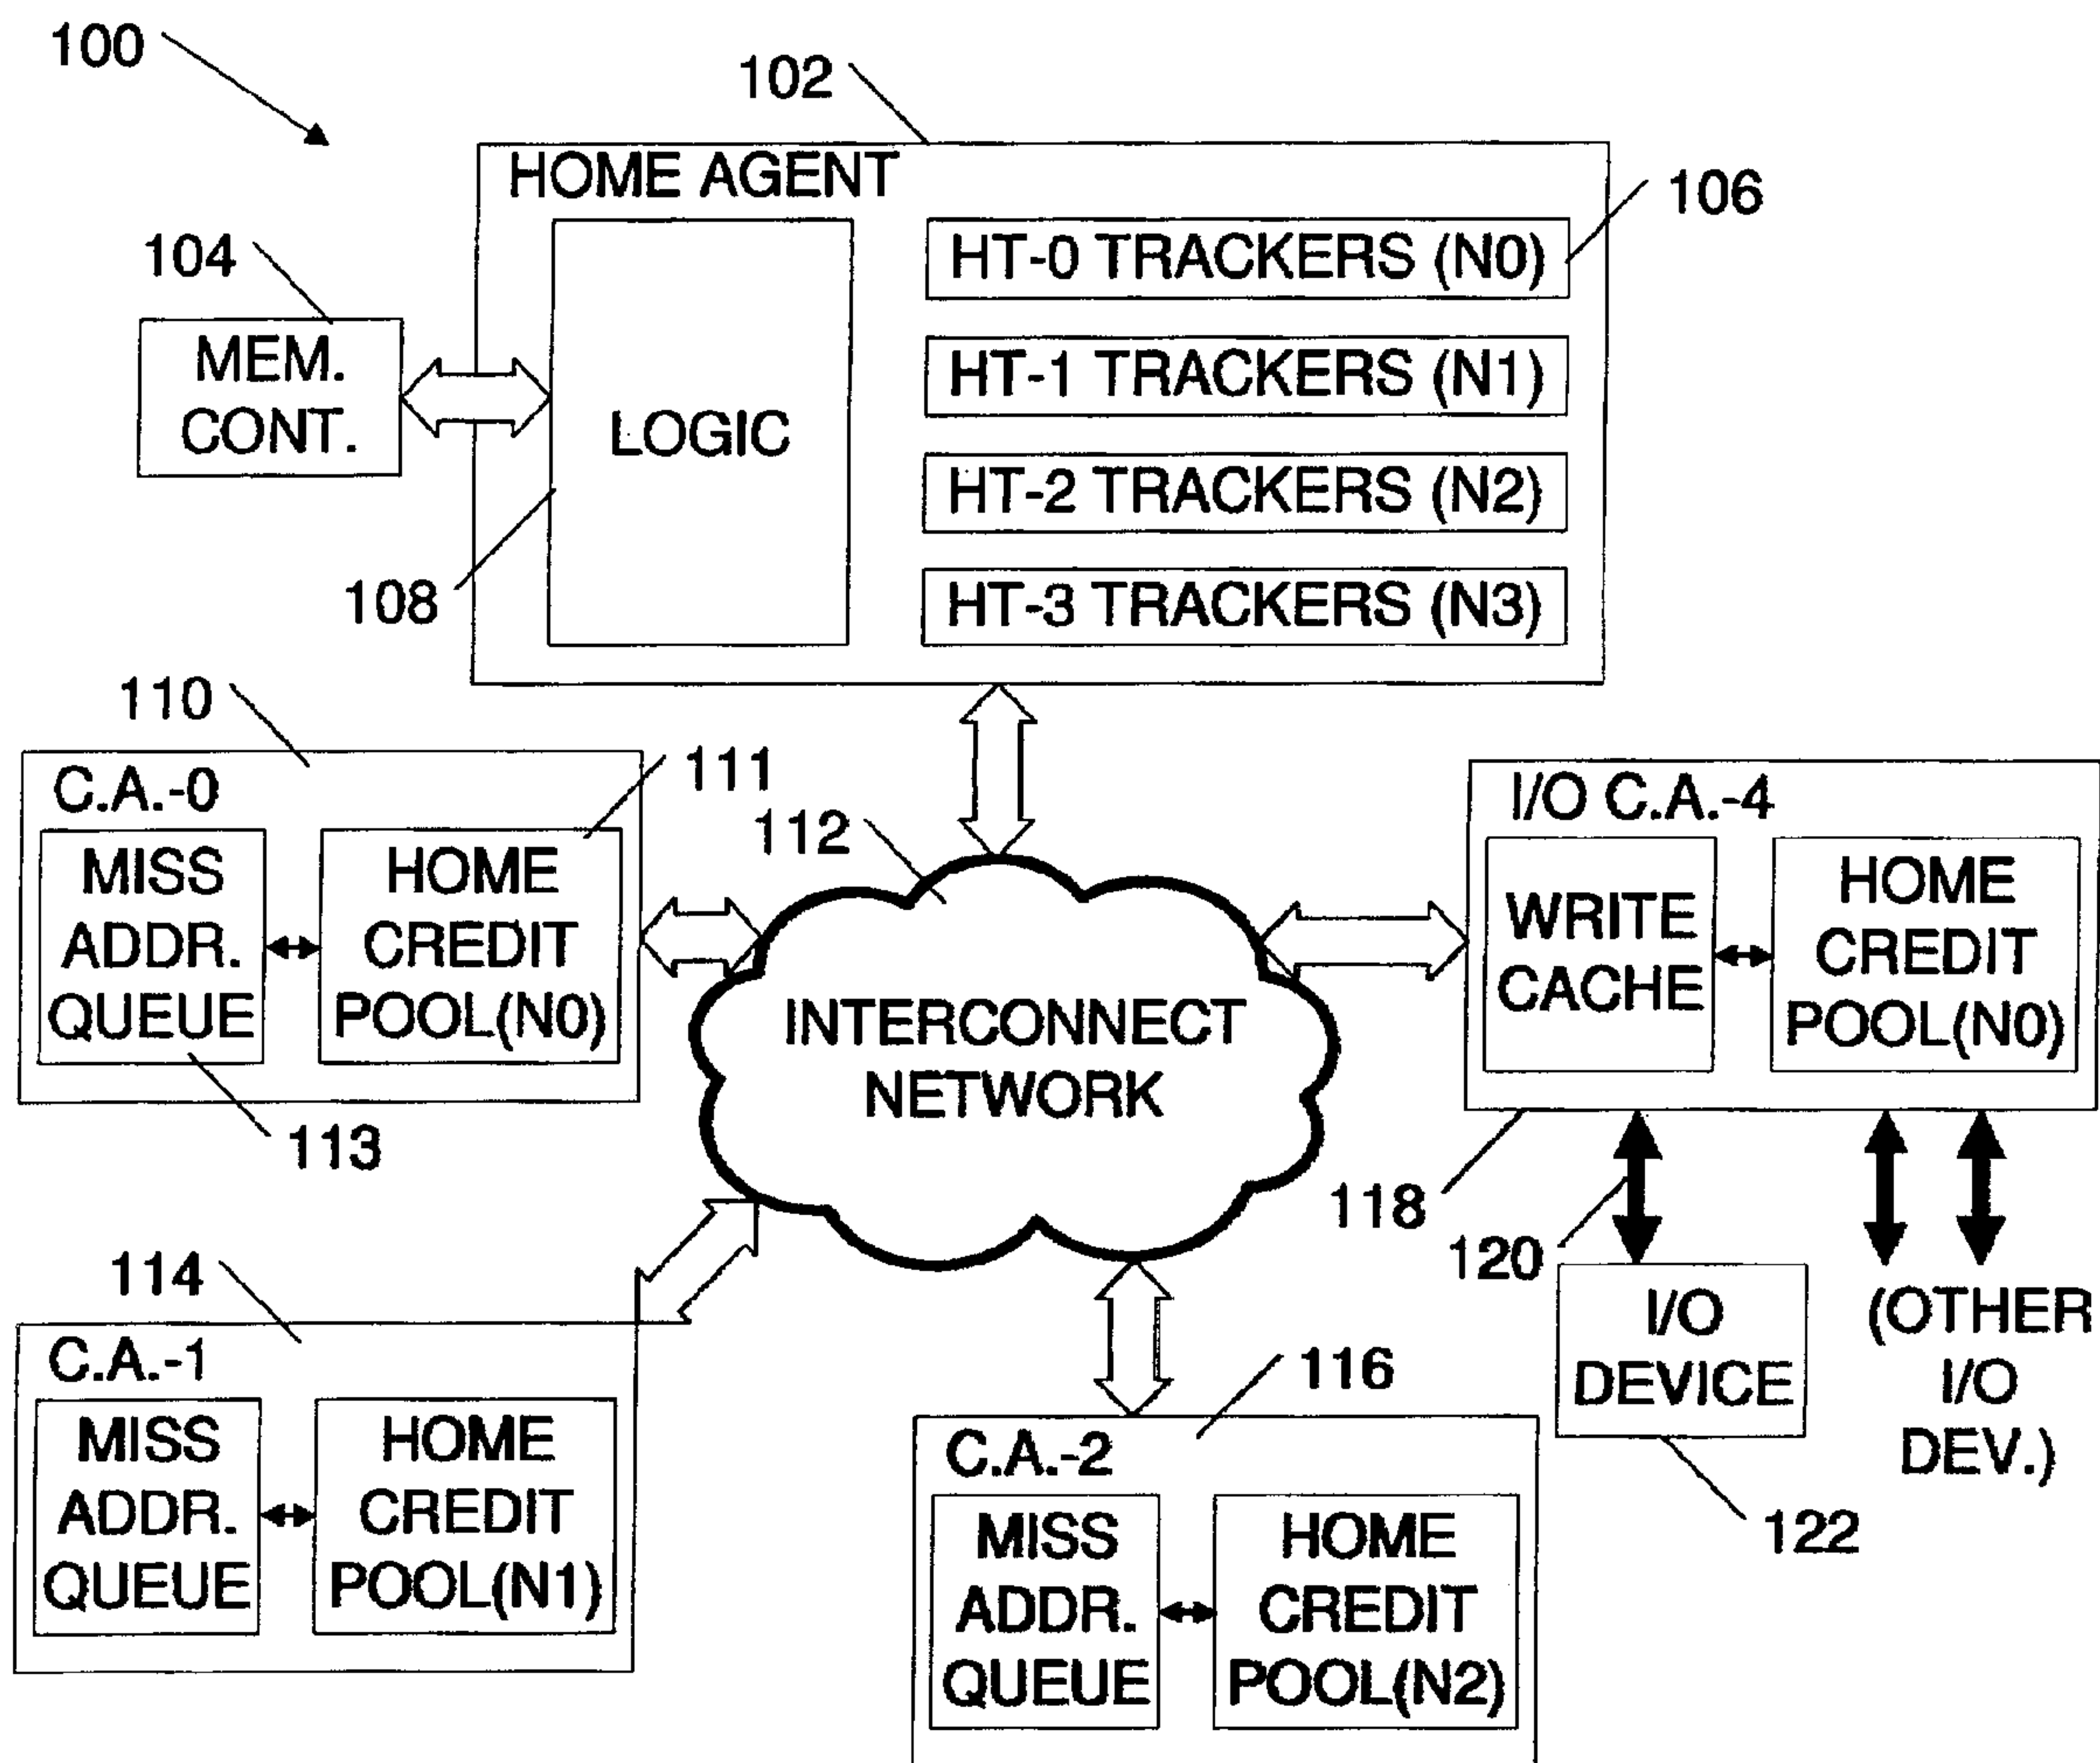 100
102
HOME AGENT
106
HT-0 TRACKERS (N0)
104
MEM.
CONT.
HT-1 TRACKERS (N1)
LOGIC
HT-2 TRACKERS (N2)
108
HT-3 TRACKERS (N3)
110
C.A.-0
111
MISS
ADDR.
QUEUE
HOME
CREDIT
POOL(N0)
113
112
INTERCONNECT
NETWORK
I/O C.A.-4
WRITE
CACHE
HOME
CREDIT
POOL(N0)
118
120
I/O
DEVICE
122
(OTHER
I/O
DEV.)
114
C.A.-1
MISS
ADDR.
QUEUE
HOME
CREDIT
POOL(N1)
116
C.A.-2
MISS
ADDR.
QUEUE
HOME
CREDIT
POOL(N2)